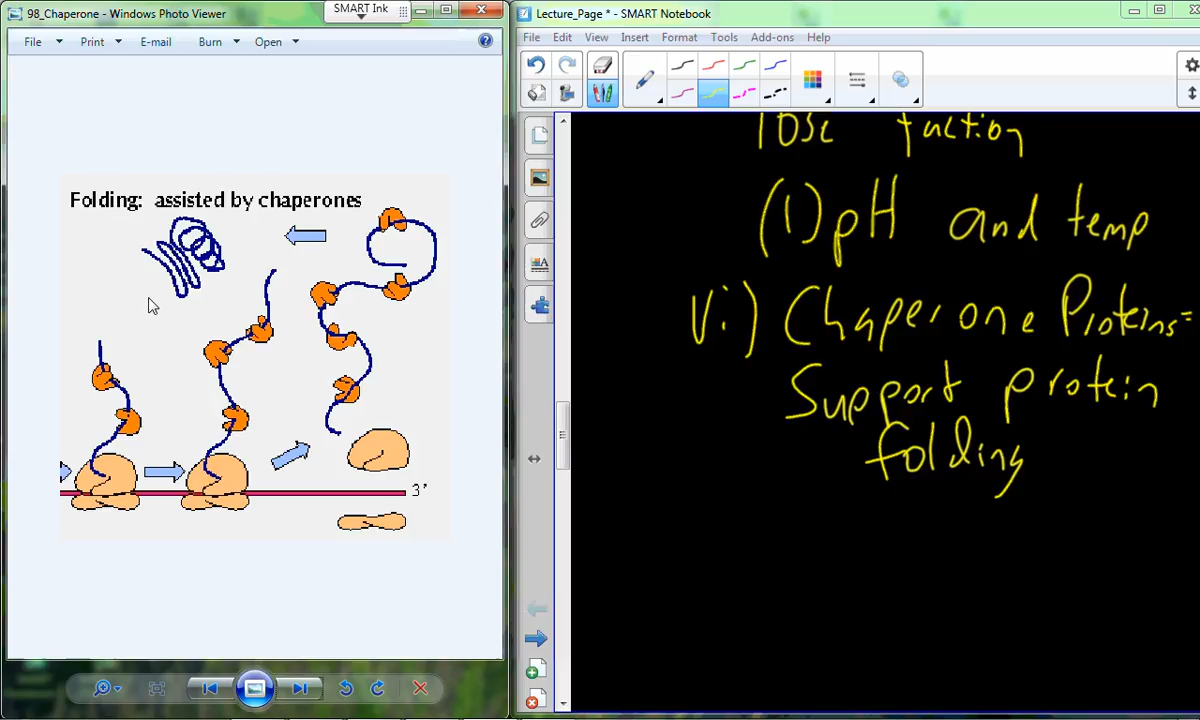 98_Chaperone - Windows Photo Viewer
SMART Ink
File Print E-mail Burn Open
Folding: assisted by chaperones
3'
Lecture_Page * - SMART Notebook
File Edit View Insert Format Tools Add-ons Help
(1) pH and temp
Vi) Chaperone Proteins=
Support protein
folding